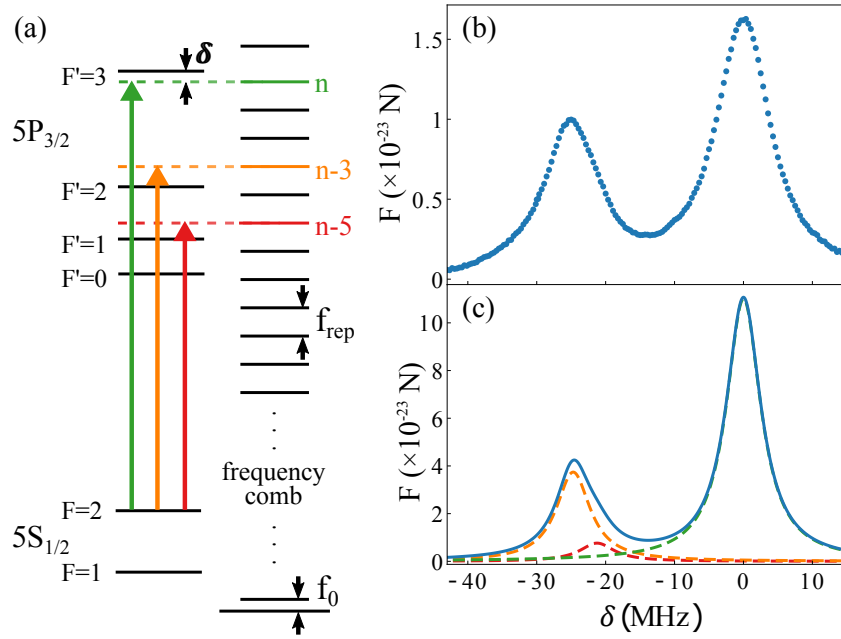 (a)
δ
F'=3
n
5P3/2
n-3
F'=2
n-5
F'=1
F'=0
frep
frequency
comb
F=2
5S1/2
F=1
f0
(b)
F (×10⁻²³ N)
1.5
1
0.5
0
(c)
F (×10⁻²³ N)
10
8
6
4
2
0
−40
−30
−20
−10
0
10
δ (MHz)